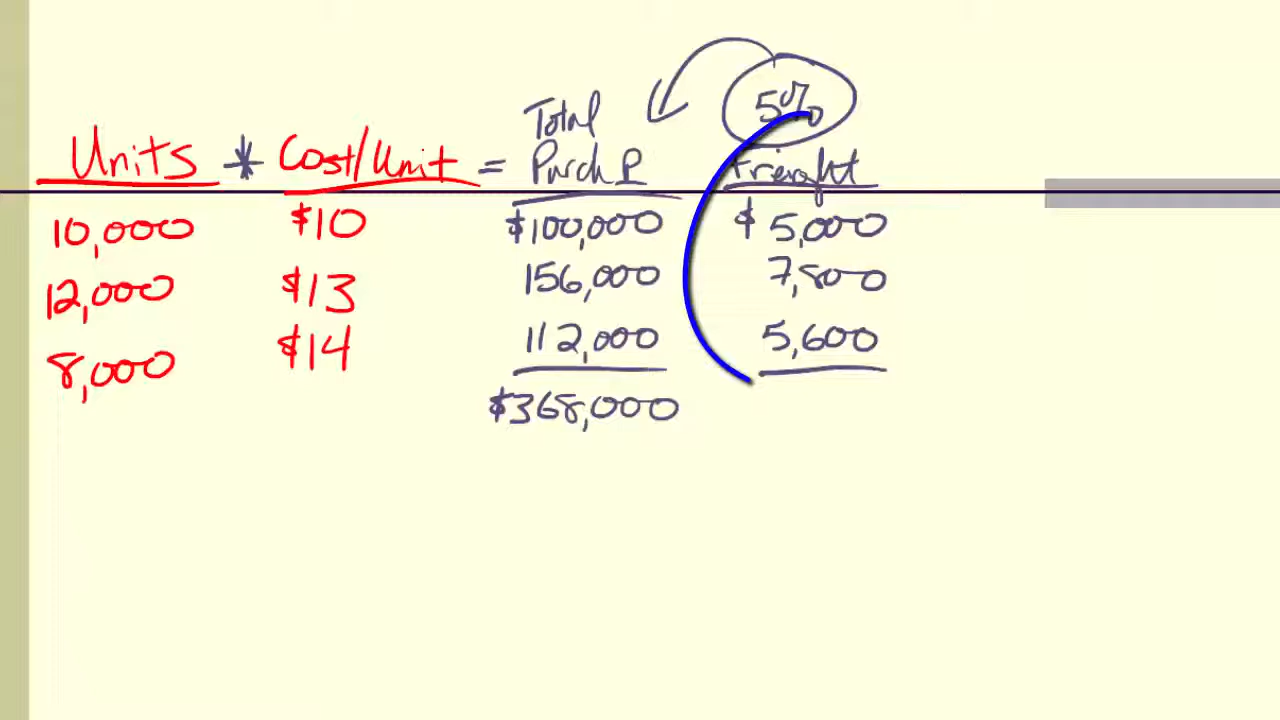 5%
Total
Units * Cost/Unit = Purch P Freight
10,000 $10 $100,000 $5,000
12,000 $13 156,000 7,800
8,000 $14 112,000 5,600
$368,000